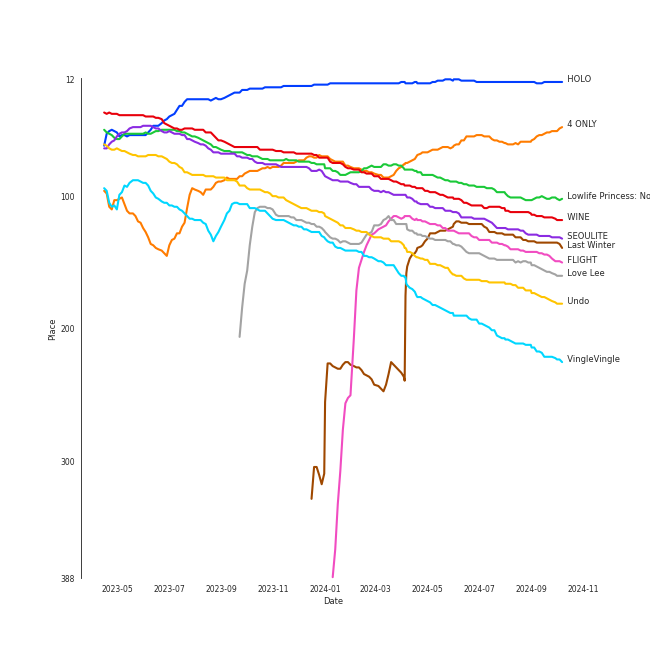 12
HOLO
4 ONLY
100
Lowlife Princess: No
WINE
SEOULITE
Last Winter
FLIGHT
Love Lee
Undo
200
Place
VingleVingle
300
388
2023-05
2023-07
2023-09
2023-11
2024-01
2024-03
2024-05
2024-07
2024-09
2024-11
Date